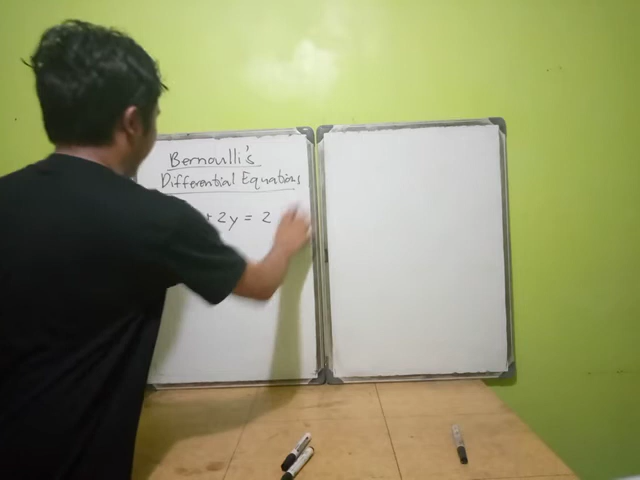 Bernoulli's
Differential Equations
+ 2y = 2